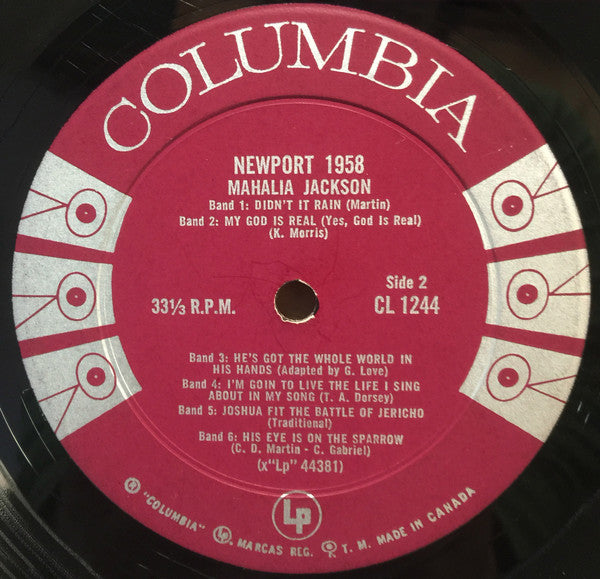 COLUMBIA
NEWPORT 1958
MAHALIA JACKSON
Band 1: DIDN'T IT RAIN (Martin)
Band 2: MY GOD IS REAL (Yes, God Is Real)
(K. Morris)
Side 2
33⅓ R.P.M.
CL 1244
Band 3: HE'S GOT THE WHOLE WORLD IN
HIS HANDS (Adapted by G. Love)
Band 4: I'M GOIN TO LIVE THE LIFE I SING
ABOUT IN MY SONG (T. A. Dorsey)
Band 5: JOSHUA FIT THE BATTLE OF JERICHO
(Traditional)
Band 6: HIS EYE IS ON THE SPARROW
(C. D. Martin - C. Gabriel)
(x"Lp" 44381)
Lp
"COLUMBIA" MARCAS REG. T. M. MADE IN CANADA